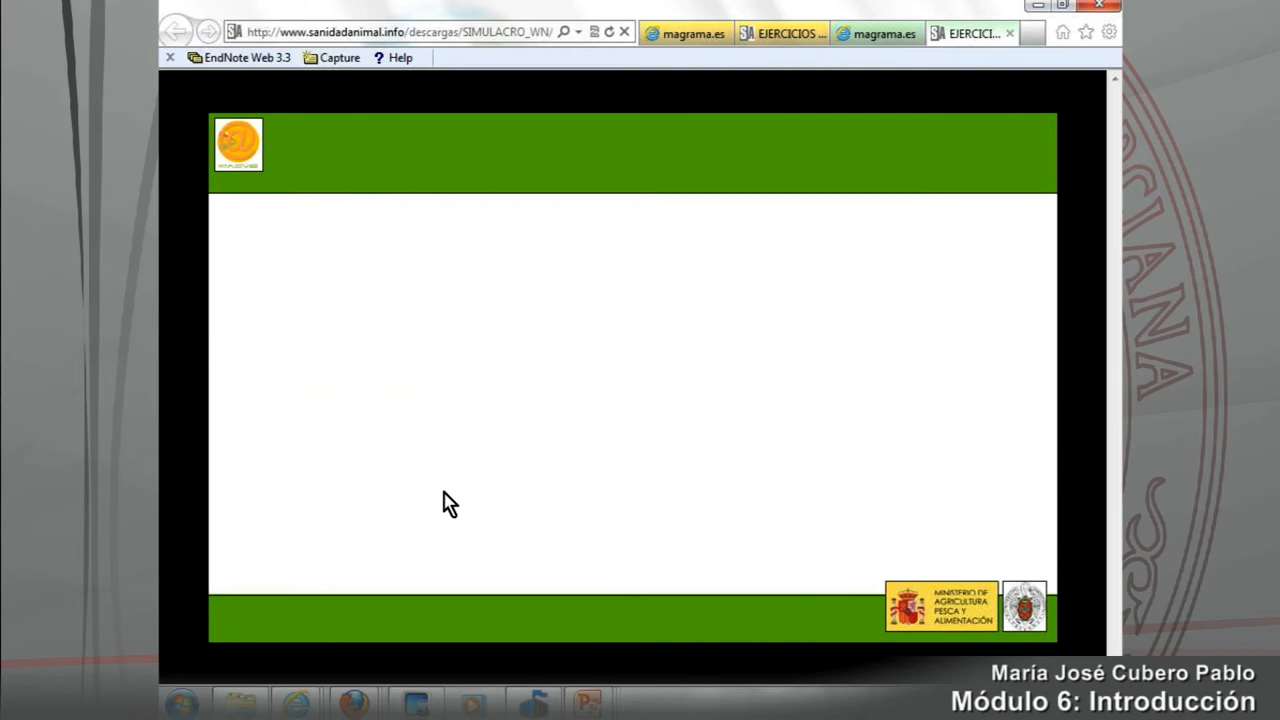 http://www.sanidadanimal.info/descargas/SIMULACRO_WN/
magrama.es
EJERCICIOS ...
magrama.es
EJERCICI...
EndNote Web 3.3
Capture
Help
MINISTERIO DE
AGRICULTURA
PESCA Y
ALIMENTACIÓN
CIANA
María José Cubero Pablo
Módulo 6: Introducción